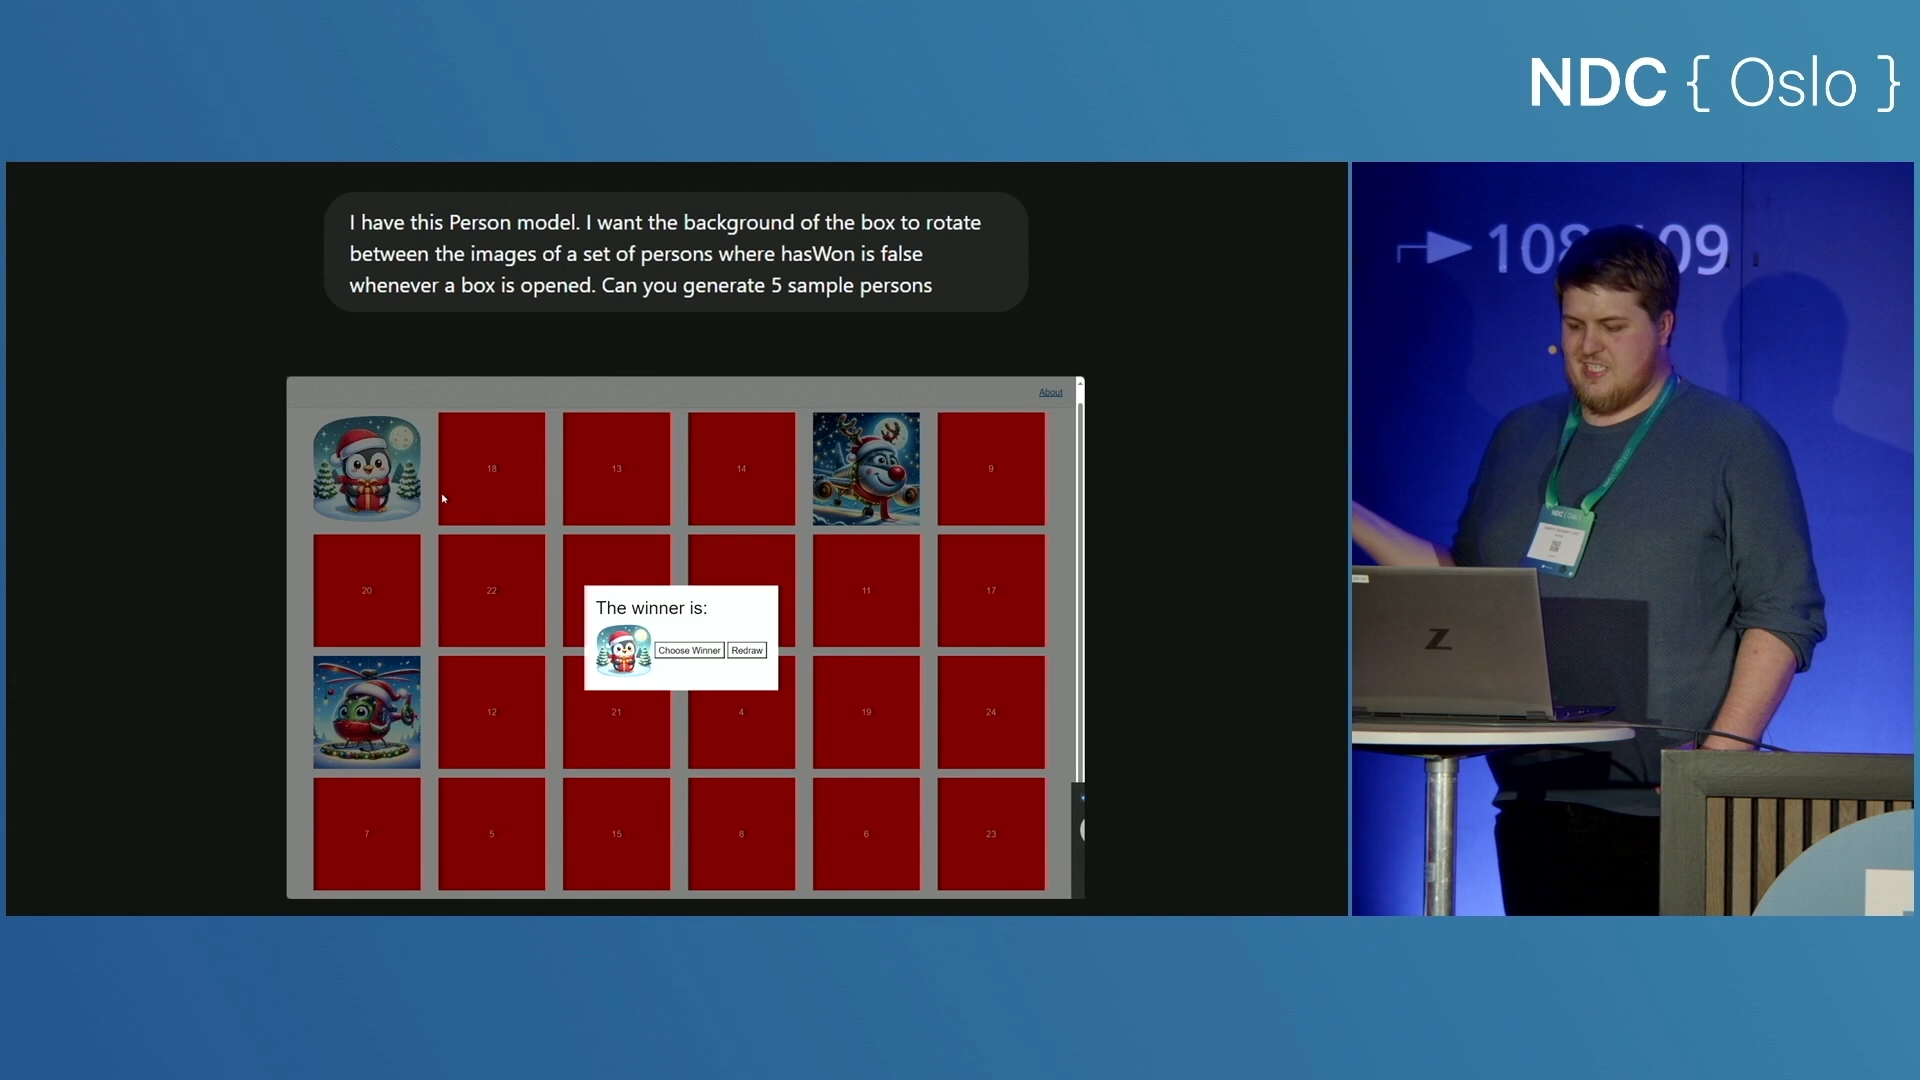 NDC { Oslo }
I have this Person model. I want the background of the box to rotate
between the images of a set of persons where hasWon is false
whenever a box is opened. Can you generate 5 sample persons
About
18
13
14
9
20
22
11
17
The winner is:
Choose Winner
Redraw
12
21
4
19
24
7
5
15
8
6
23
NDC { Oslo }